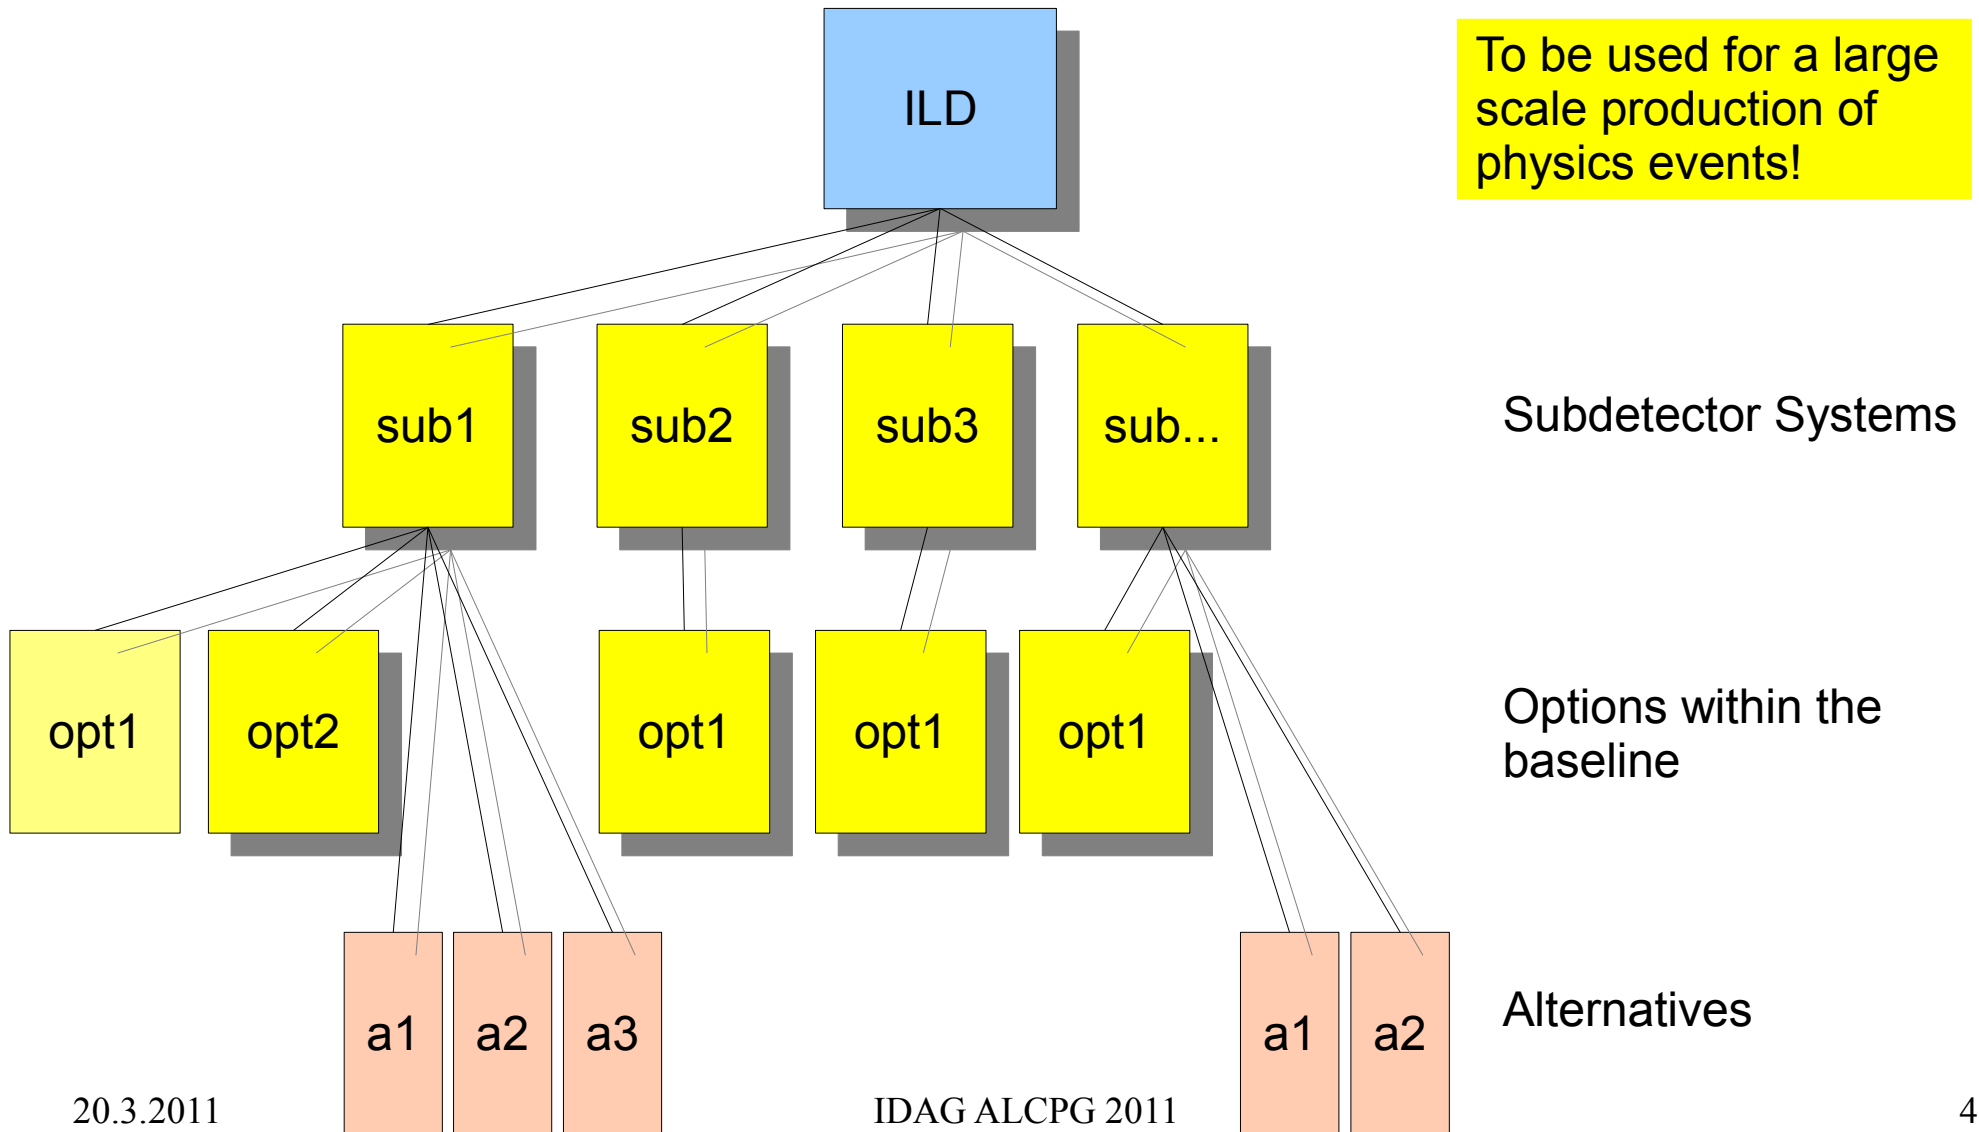 ILD
To be used for a large
scale production of
physics events!
sub1
sub2
sub3
sub...
Subdetector Systems
opt1
opt2
opt1
opt1
opt1
Options within the
baseline
a1
a2
a3
a1
a2
Alternatives
20.3.2011
IDAG ALCPG 2011
4